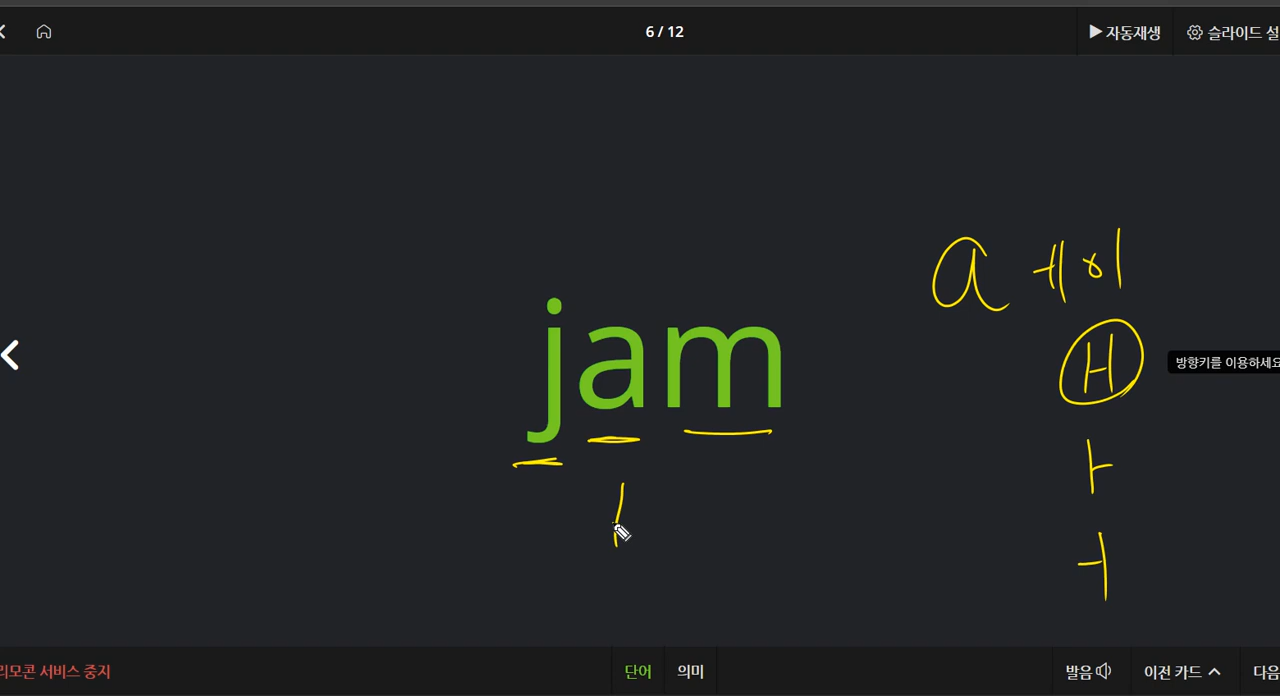 6 / 12
▶ 자동재생
슬라이드 설
jam
a ㅔ이
ㅐ
ㅏ
ㅓ
방향키를 이용하세요
리모콘 서비스 중지
단어
의미
발음
이전 카드
다음